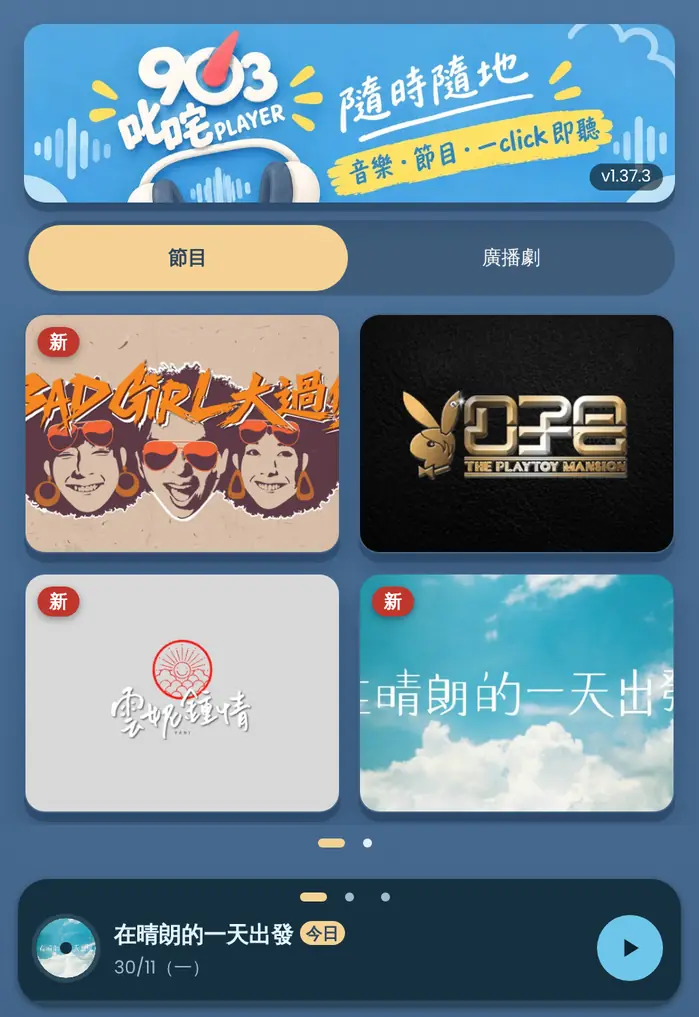 903
叱咤PLAYER
隨時隨地
音樂·節目·一click即聽
v1.37.3
節目
廣播劇
新
BAD GIRL大過
THE PLAYTOY MANSION
新
雲妮鍾情
新
在晴朗的一天出發
在晴朗的一天出發 今日
30/11（一）